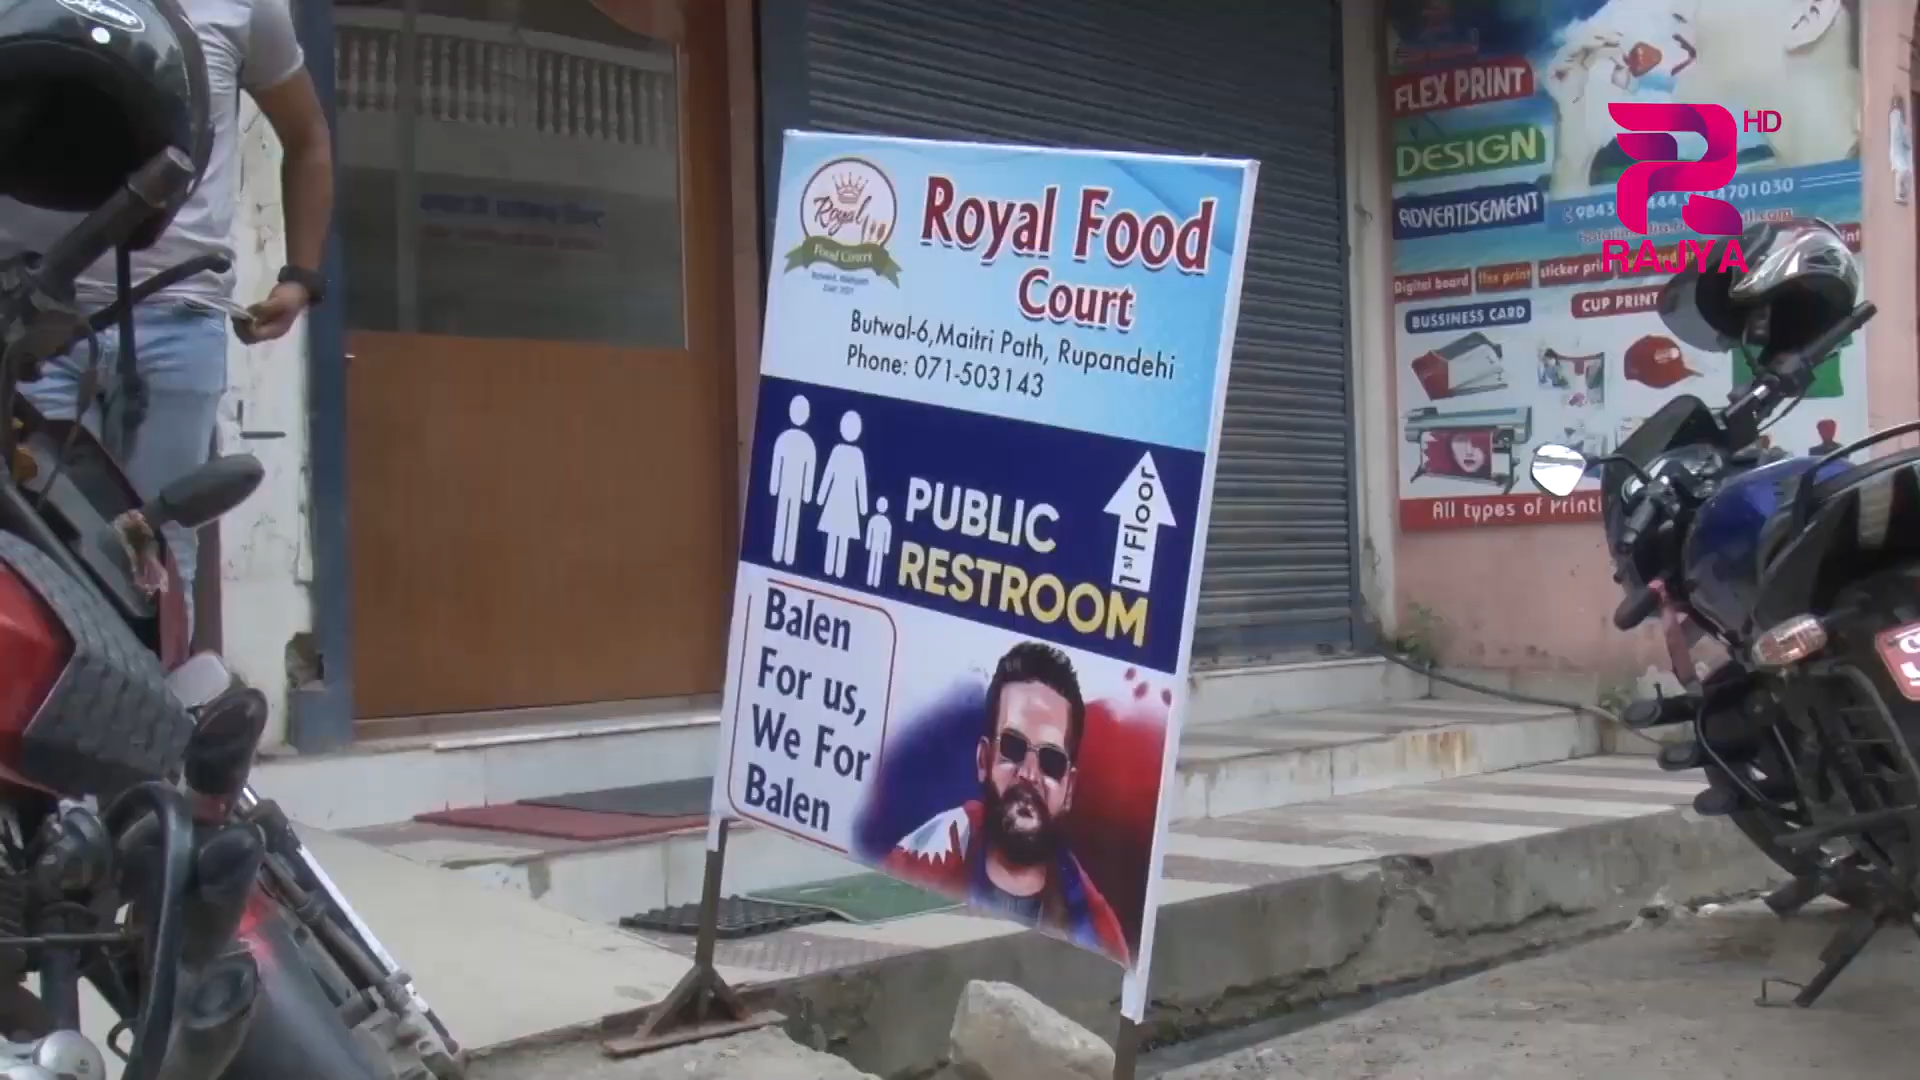 Royal
Food Court
Royal Food
Court
Butwal-6, Maitri Path, Rupandehi
Phone: 071-503143
PUBLIC
RESTROOM
1st Floor
Balen
For us,
We For
Balen
FLEX PRINT
DESIGN
ADVERTISEMENT
Digital board
flex print
sticker
BUSSINESS CARD
CUP PRINT
All types of
HD
RAJYA